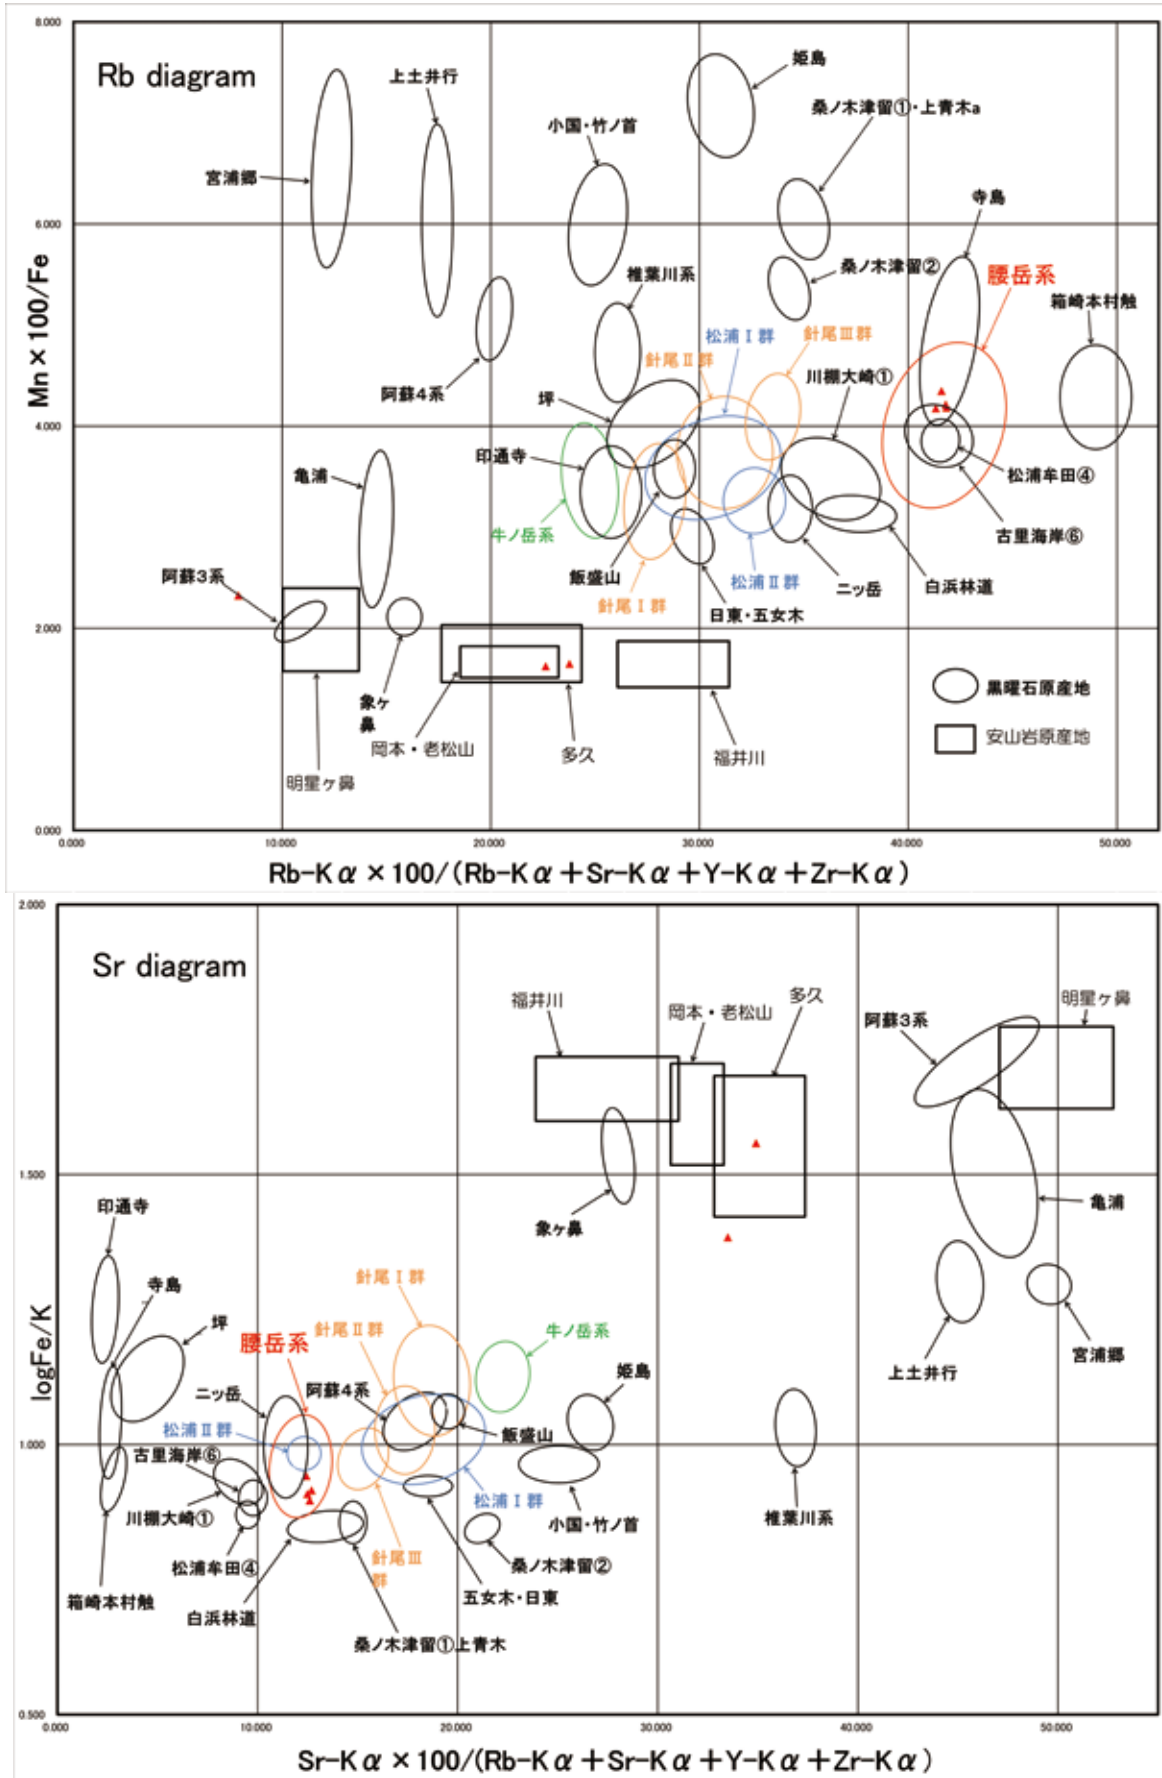 8.000
Rb diagram
上土井行
姫島
桑ノ木津留①・上青木a
小国・竹ノ首
宮浦郷
寺島
6.000
椎葉川系
桑ノ木津留②
腰岳系
箱崎本村触
松浦Ⅰ群
針尾Ⅲ群
針尾Ⅱ群
川棚大崎①
阿蘇4系
坪
4.000
印通寺
亀浦
松浦牟田④
牛ノ岳系
古里海岸⑥
阿蘇3系
飯盛山
松浦Ⅱ群
ニッ岳
白浜林道
針尾Ⅰ群
日東・五女木
2.000
象ヶ
鼻
黒曜石原産地
岡本・老松山
多久
福井川
安山岩原産地
明星ヶ鼻
0.000
Mn×100/Fe
0.000 10.000 20.000 30.000 40.000 50.000
Rb-Kα×100/(Rb-Kα+Sr-Kα+Y-Kα+Zr-Kα)
2.000
Sr diagram
福井川
岡本・老松山
多久
明星ヶ鼻
阿蘇3系
1.500
印通寺
象ヶ鼻
亀浦
寺島
針尾Ⅰ群
坪
腰岳系
針尾Ⅱ群
牛ノ岳系
宮浦郷
上土井行
ニッ岳
阿蘇4系
姫島
松浦Ⅱ群
飯盛山
1.000
古里海岸⑥
松浦Ⅰ群
川棚大崎①
小国・竹ノ首
椎葉川系
松浦牟田④
針尾Ⅲ
群
桑ノ木津留②
箱崎本村触
五女木・日東
白浜林道
桑ノ木津留①上青木
0.500
logFe/K
0.000 10.000 20.000 30.000 40.000 50.000
Sr-Kα×100/(Rb-Kα+Sr-Kα+Y-Kα+Zr-Kα)